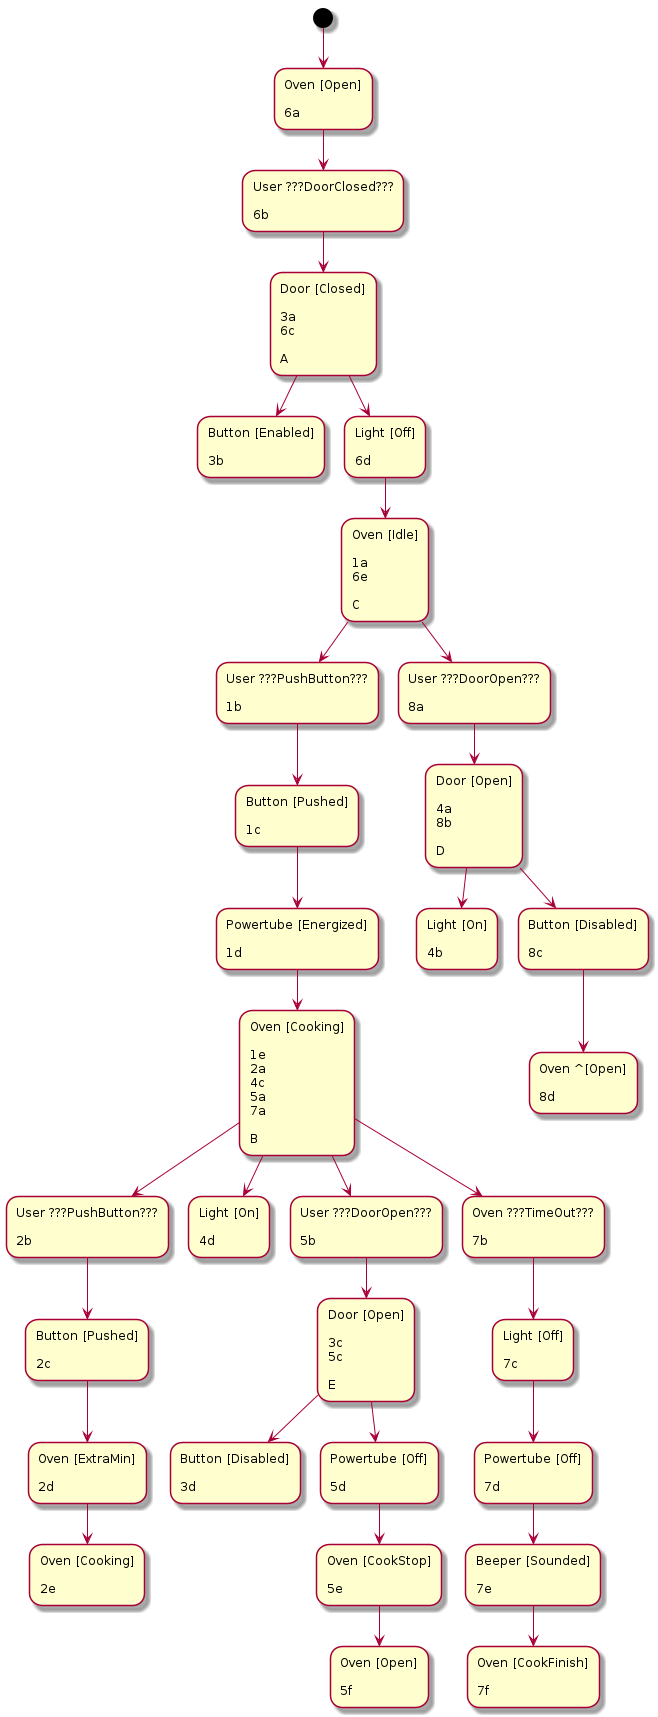 Oven [Open]
6a
User ???DoorClosed???
6b
Door [Closed]
3a
6c
A
Button [Enabled]
3b
Light [Off]
6d
Oven [Idle]
1a
6e
C
User ???PushButton???
1b
User ???DoorOpen???
8a
Button [Pushed]
1c
Door [Open]
4a
8b
D
Powertube [Energized]
1d
Light [On]
4b
Button [Disabled]
8c
Oven [Cooking]
1e
2a
4c
5a
7a
B
Oven ^[Open]
8d
User ???PushButton???
2b
Light [On]
4d
User ???DoorOpen???
5b
Oven ???TimeOut???
7b
Button [Pushed]
2c
Door [Open]
3c
5c
E
Light [Off]
7c
Oven [ExtraMin]
2d
Button [Disabled]
3d
Powertube [Off]
5d
Powertube [Off]
7d
Oven [Cooking]
2e
Oven [CookStop]
5e
Beeper [Sounded]
7e
Oven [Open]
5f
Oven [CookFinish]
7f